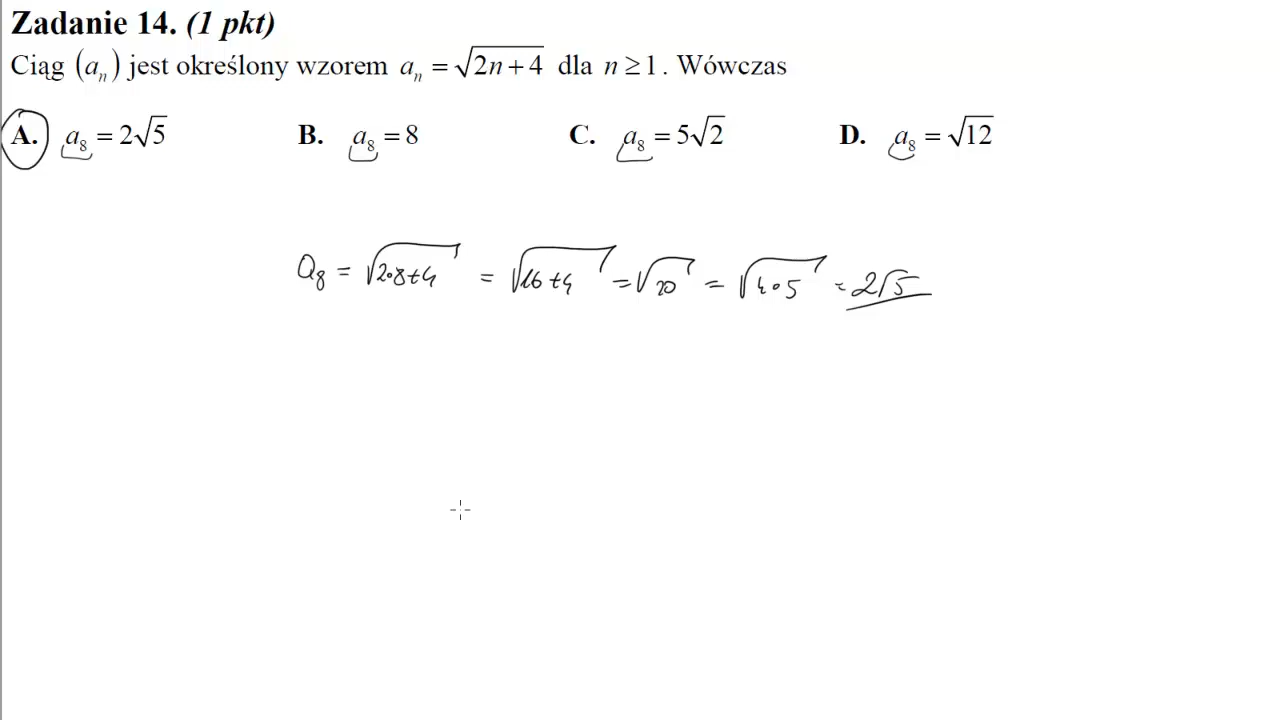 Zadanie 14. (1 pkt)
Ciąg (aₙ) jest określony wzorem aₙ = √(2n+4) dla n ≥ 1. Wówczas
A. a₈ = 2√5 B. a₈ = 8 C. a₈ = 5√2 D. a₈ = √12
a₈ = √(2·8+4) = √(16+4) = √20 = √(4·5) = 2√5